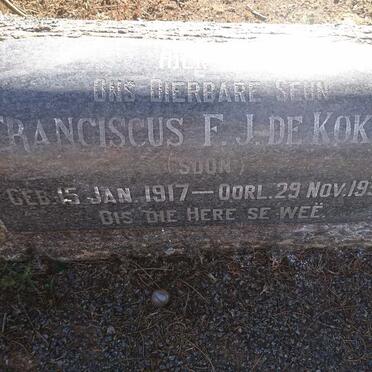 HIER
ONS DIERBARE SEUN
FRANCISCUS F. J. DE KOK
(SOON)
GEB. 15 JAN. 1917 — OORL. 29 NOV. 19
DIS DIE HERE SE WEË.